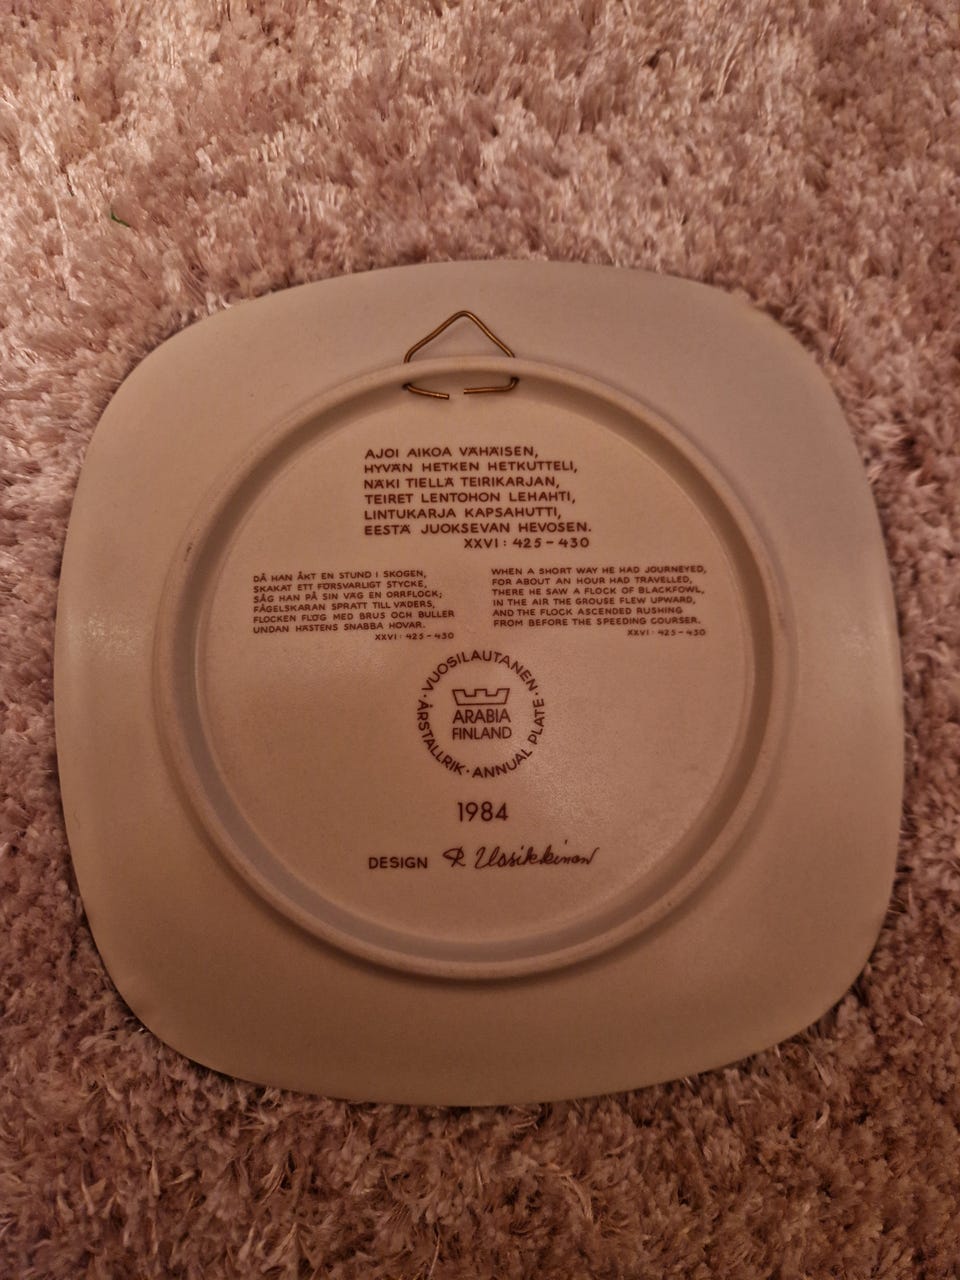 AJOI AIKOA VÄHÄISEN,
HYVÄN HETKEN HETKUTTELI,
NÄKI TIELLÄ TEIRIKARJAN,
TEIRET LENTOHON LEHAHTI,
LINTUKARJA KAPSAHUTTI,
EESTÄ JUOKSEVAN HEVOSEN.
XXVI: 425-430
DÅ HAN ÅKT EN STUND I SKOGEN,
SKAKAT ETT FÖRSVARLIGT STYCKE,
SÅG HAN PÅ SIN VÄG EN ORRFLOCK;
FÅGELSKARAN SPRATT TILL VÄDERS,
FLOCKEN FLÖG MED BRUS OCH BULLER
UNDAN HÄSTENS SNABBA HOVAR.
XXVI: 425-430
WHEN A SHORT WAY HE HAD JOURNEYED,
FOR ABOUT AN HOUR HAD TRAVELLED,
THERE HE SAW A FLOCK OF BLACKFOWL,
IN THE AIR THE GROUSE FLEW UPWARD,
AND THE FLOCK ASCENDED RUSHING
FROM BEFORE THE SPEEDING COURSER.
XXVI: 425-430
VUOSILAUTANEN · ANNUAL PLATE · ÅRSTALLRIK ·
ARABIA
FINLAND
1984
DESIGN R Uosikkinen